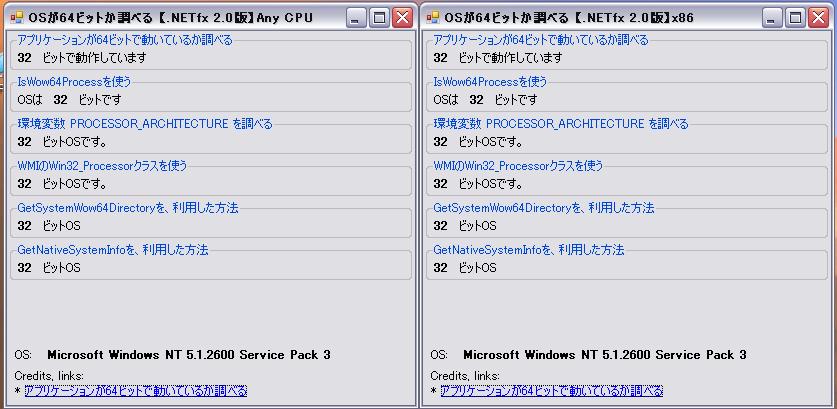 OSが64ビットか調べる【.NETfx 2.0版】Any CPU
アプリケーションが64ビットで動いているか調べる
32 ビットで動作しています
IsWow64Processを使う
OSは 32 ビットです
環境変数 PROCESSOR_ARCHITECTURE を調べる
32 ビットOSです。
WMIのWin32_Processorクラスを使う
32 ビットOSです。
GetSystemWow64Directoryを、利用した方法
32 ビットOS
GetNativeSystemInfoを、利用した方法
32 ビットOS
OS: Microsoft Windows NT 5.1.2600 Service Pack 3
Credits, links:
* アプリケーションが64ビットで動いているか調べる
OSが64ビットか調べる【.NETfx 2.0版】x86
アプリケーションが64ビットで動いているか調べる
32 ビットで動作しています
IsWow64Processを使う
OSは 32 ビットです
環境変数 PROCESSOR_ARCHITECTURE を調べる
32 ビットOSです。
WMIのWin32_Processorクラスを使う
32 ビットOSです。
GetSystemWow64Directoryを、利用した方法
32 ビットOS
GetNativeSystemInfoを、利用した方法
32 ビットOS
OS: Microsoft Windows NT 5.1.2600 Service Pack 3
Credits, links:
* アプリケーションが64ビットで動いているか調べる